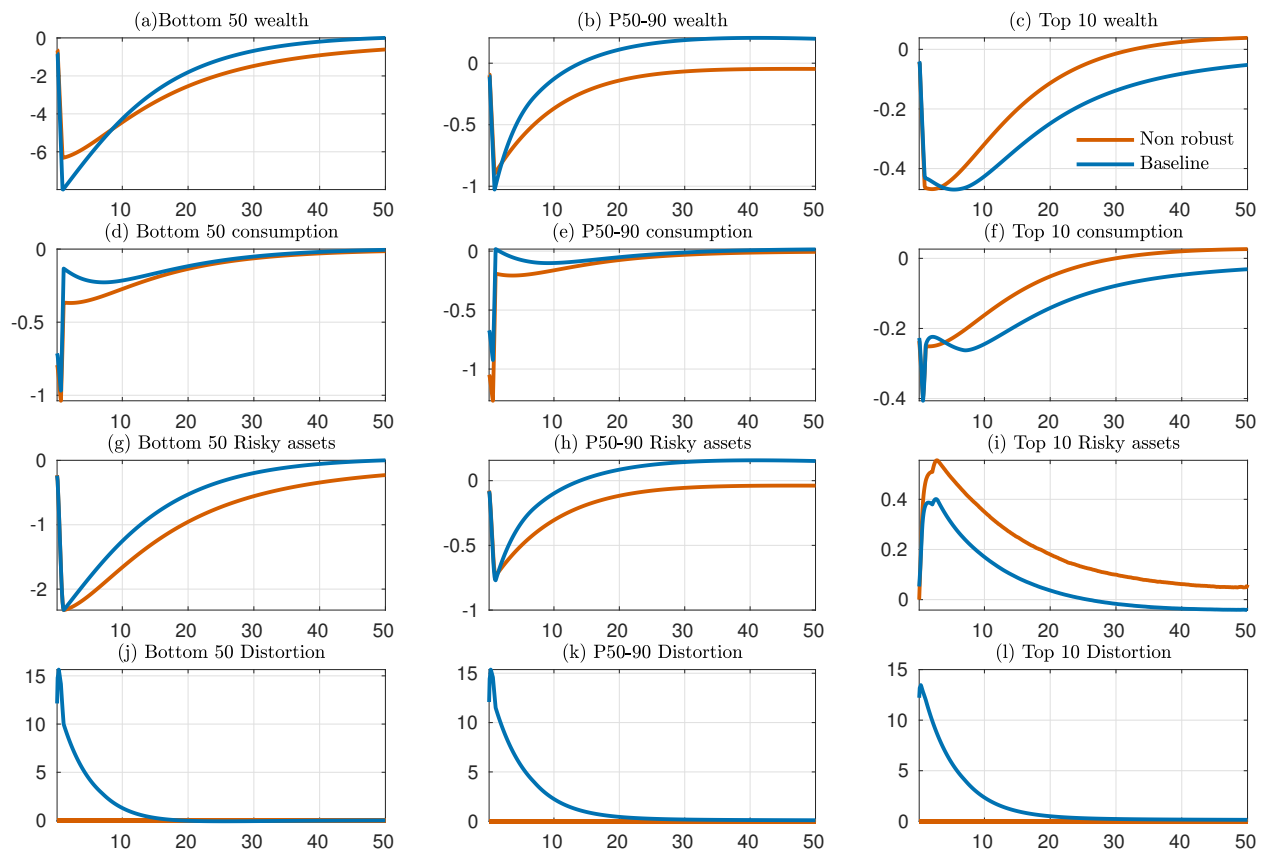 (a)Bottom 50 wealth
(b) P50-90 wealth
(c) Top 10 wealth
0
-2
-4
-6
10 20 30 40 50
0
-0.5
-1
10 20 30 40 50
0
-0.2
-0.4
10 20 30 40 50
Non robust
Baseline
(d) Bottom 50 consumption
(e) P50-90 consumption
(f) Top 10 consumption
0
-0.5
-1
10 20 30 40 50
0
-0.5
-1
10 20 30 40 50
0
-0.2
-0.4
10 20 30 40 50
(g) Bottom 50 Risky assets
(h) P50-90 Risky assets
(i) Top 10 Risky assets
0
-1
-2
10 20 30 40 50
0
-0.5
-1
10 20 30 40 50
0.4
0.2
0
10 20 30 40 50
(j) Bottom 50 Distortion
(k) P50-90 Distortion
(l) Top 10 Distortion
15
10
5
0
10 20 30 40 50
15
10
5
0
10 20 30 40 50
15
10
5
0
10 20 30 40 50